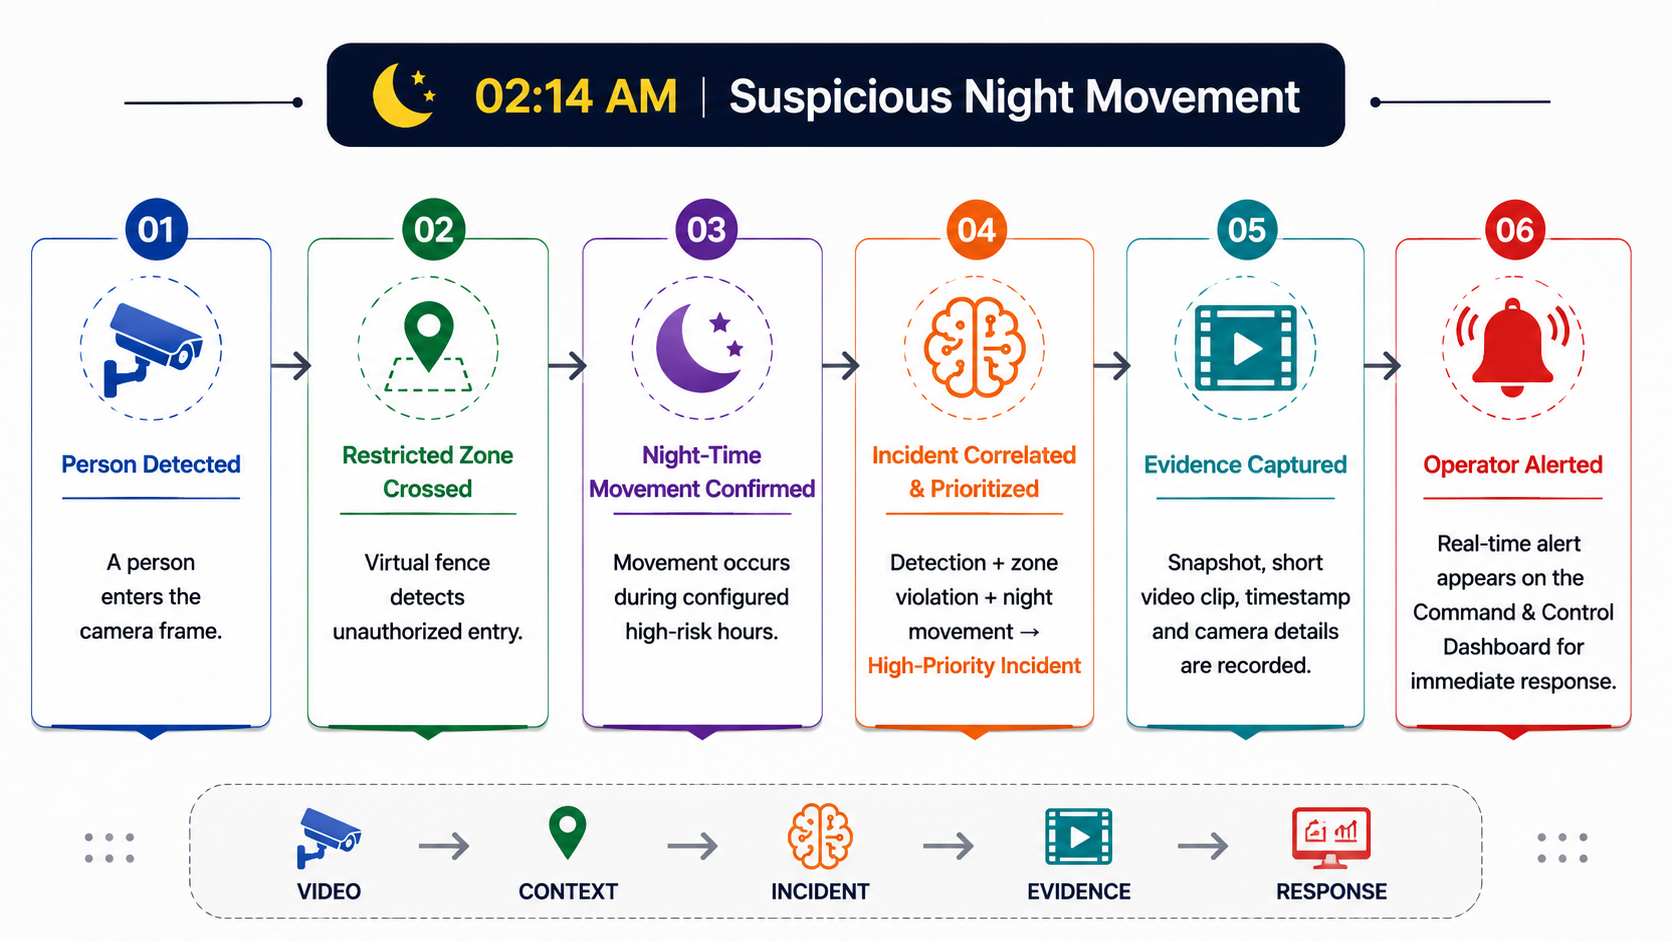 02:14 AM | Suspicious Night Movement
01
Person Detected
A person
enters the
camera frame.
02
Restricted Zone
Crossed
Virtual fence
detects
unauthorized entry.
03
Night-Time
Movement Confirmed
Movement occurs
during configured
high-risk hours.
04
Incident Correlated
& Prioritized
Detection + zone
violation + night
movement →
High-Priority Incident
05
Evidence Captured
Snapshot, short
video clip, timestamp
and camera details
are recorded.
06
Operator Alerted
Real-time alert
appears on the
Command & Control
Dashboard for
immediate response.
VIDEO
CONTEXT
INCIDENT
EVIDENCE
RESPONSE